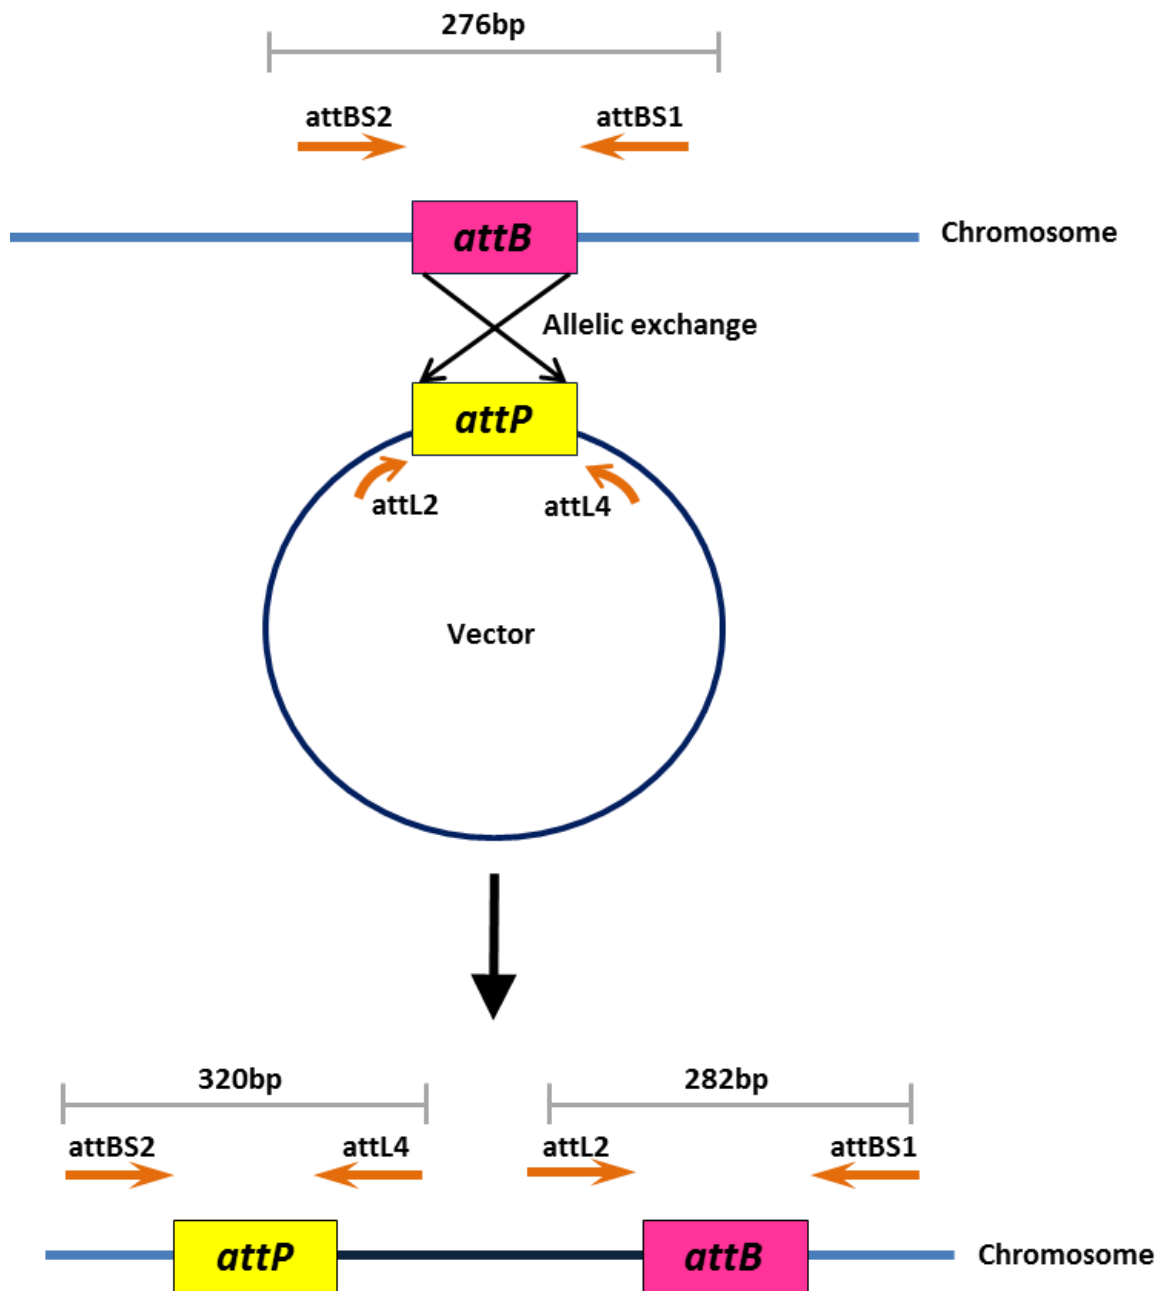 276bp
attBS2 attBS1
attB
Chromosome
Allelic exchange
attP
attL2 attL4
Vector
320bp 282bp
attBS2 attL4 attL2 attBS1
attP attB
Chromosome